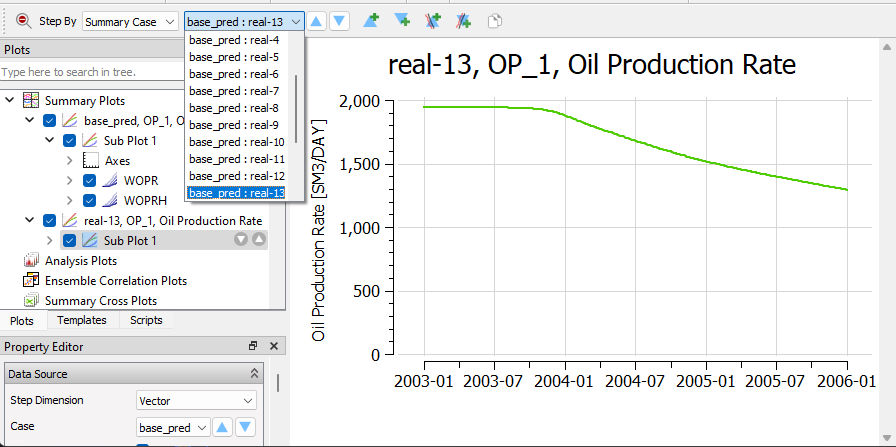 Step By Summary Case base_pred : real-13
base_pred : real-4
base_pred : real-5
base_pred : real-6
base_pred : real-7
base_pred : real-8
base_pred : real-9
base_pred : real-10
base_pred : real-11
base_pred : real-12
base_pred : real-13
Plots
Type here to search in tree.
Summary Plots
base_pred, OP_1, O
Sub Plot 1
Axes
WOPR
WOPRH
real-13, OP_1, Oil Production Rate
Sub Plot 1
Analysis Plots
Ensemble Correlation Plots
Summary Cross Plots
Plots Templates Scripts
Property Editor
Data Source
Step Dimension Vector
Case base_pred
real-13, OP_1, Oil Production Rate
Oil Production Rate [SM3/DAY]
2,000
1,500
1,000
500
0
2003-01 2003-07 2004-01 2004-07 2005-01 2005-07 2006-01